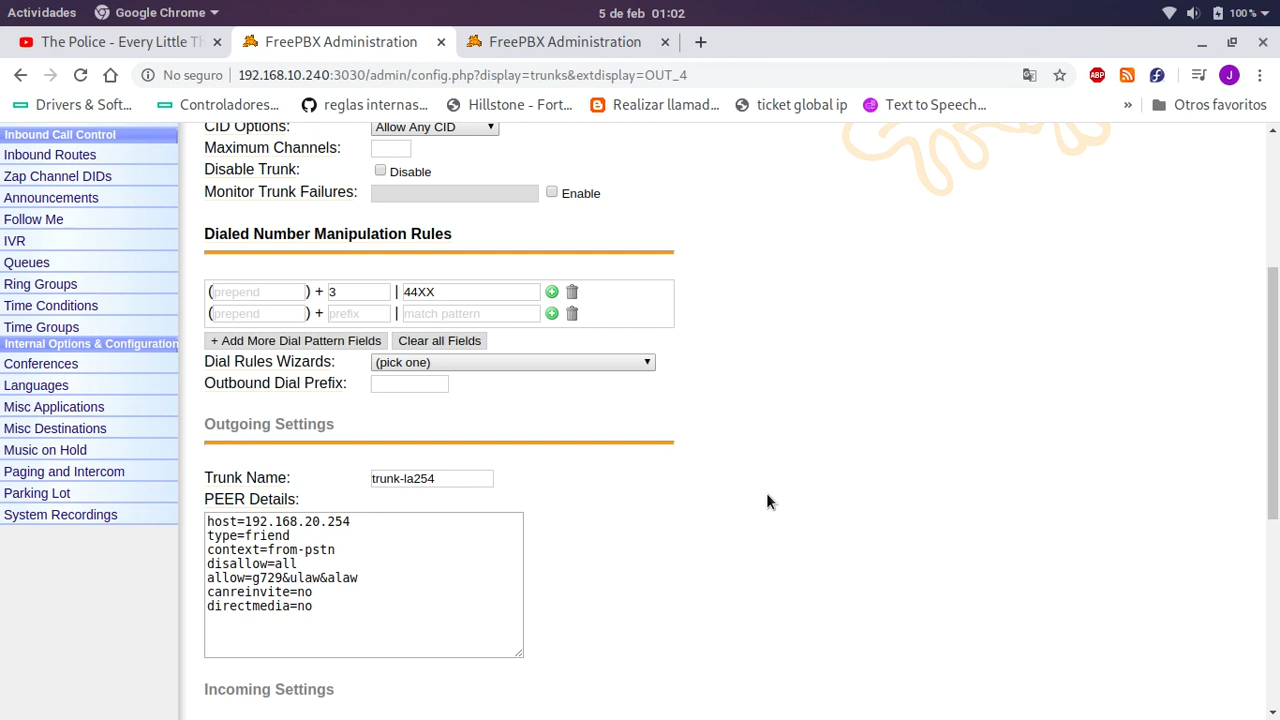 Actividades
Google Chrome
5 de feb 01:02
100%
The Police - Every Little Th
FreePBX Administration
FreePBX Administration
No seguro
192.168.10.240:3030/admin/config.php?display=trunks&extdisplay=OUT_4
ABP
J
Drivers & Soft...
Controladores...
reglas internas...
Hillstone - Fort...
Realizar llamad...
ticket global ip
Text to Speech...
»
Otros favoritos
Inbound Call Control
Inbound Routes
Zap Channel DIDs
Announcements
Follow Me
IVR
Queues
Ring Groups
Time Conditions
Time Groups
Internal Options & Configuration
Conferences
Languages
Misc Applications
Misc Destinations
Music on Hold
Paging and Intercom
Parking Lot
System Recordings
CID Options: Allow Any CID
Maximum Channels:
Disable Trunk: Disable
Monitor Trunk Failures: Enable
Dialed Number Manipulation Rules
(prepend) + 3 | 44XX
(prepend) + prefix | match pattern
+ Add More Dial Pattern Fields Clear all Fields
Dial Rules Wizards: (pick one)
Outbound Dial Prefix:
Outgoing Settings
Trunk Name: trunk-la254
PEER Details:
host=192.168.20.254
type=friend
context=from-pstn
disallow=all
allow=g729&ulaw&alaw
canreinvite=no
directmedia=no
Incoming Settings